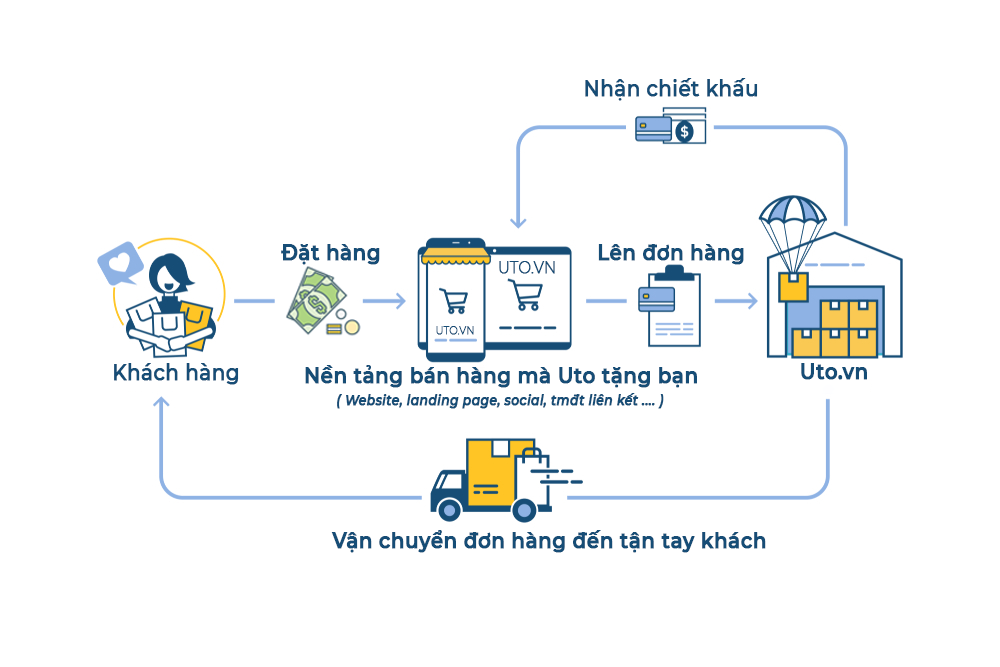 Nhận chiết khấu
$
Đặt hàng
UTO.VN
Lên đơn hàng
$
UTO.VN
Khách hàng
Nền tảng bán hàng mà Uto tặng bạn
Uto.vn
( Website, landing page, social, tmđt liên kết .... )
Vận chuyển đơn hàng đến tận tay khách